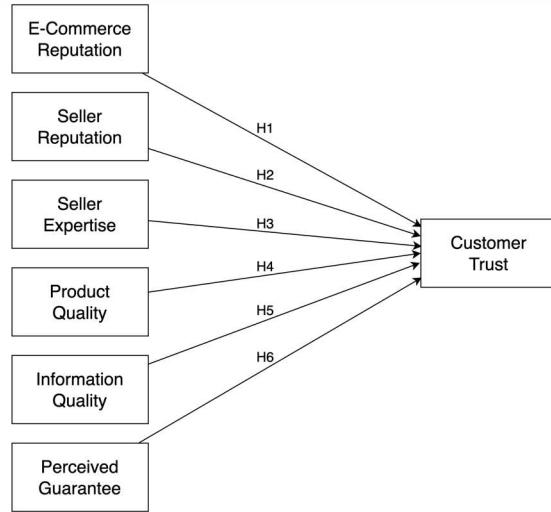 E-Commerce
Reputation
H1
Seller
Reputation
H2
Seller
Expertise
H3
Customer
Trust
Product
Quality
H4
Information
Quality
H5
Perceived
Guarantee
H6